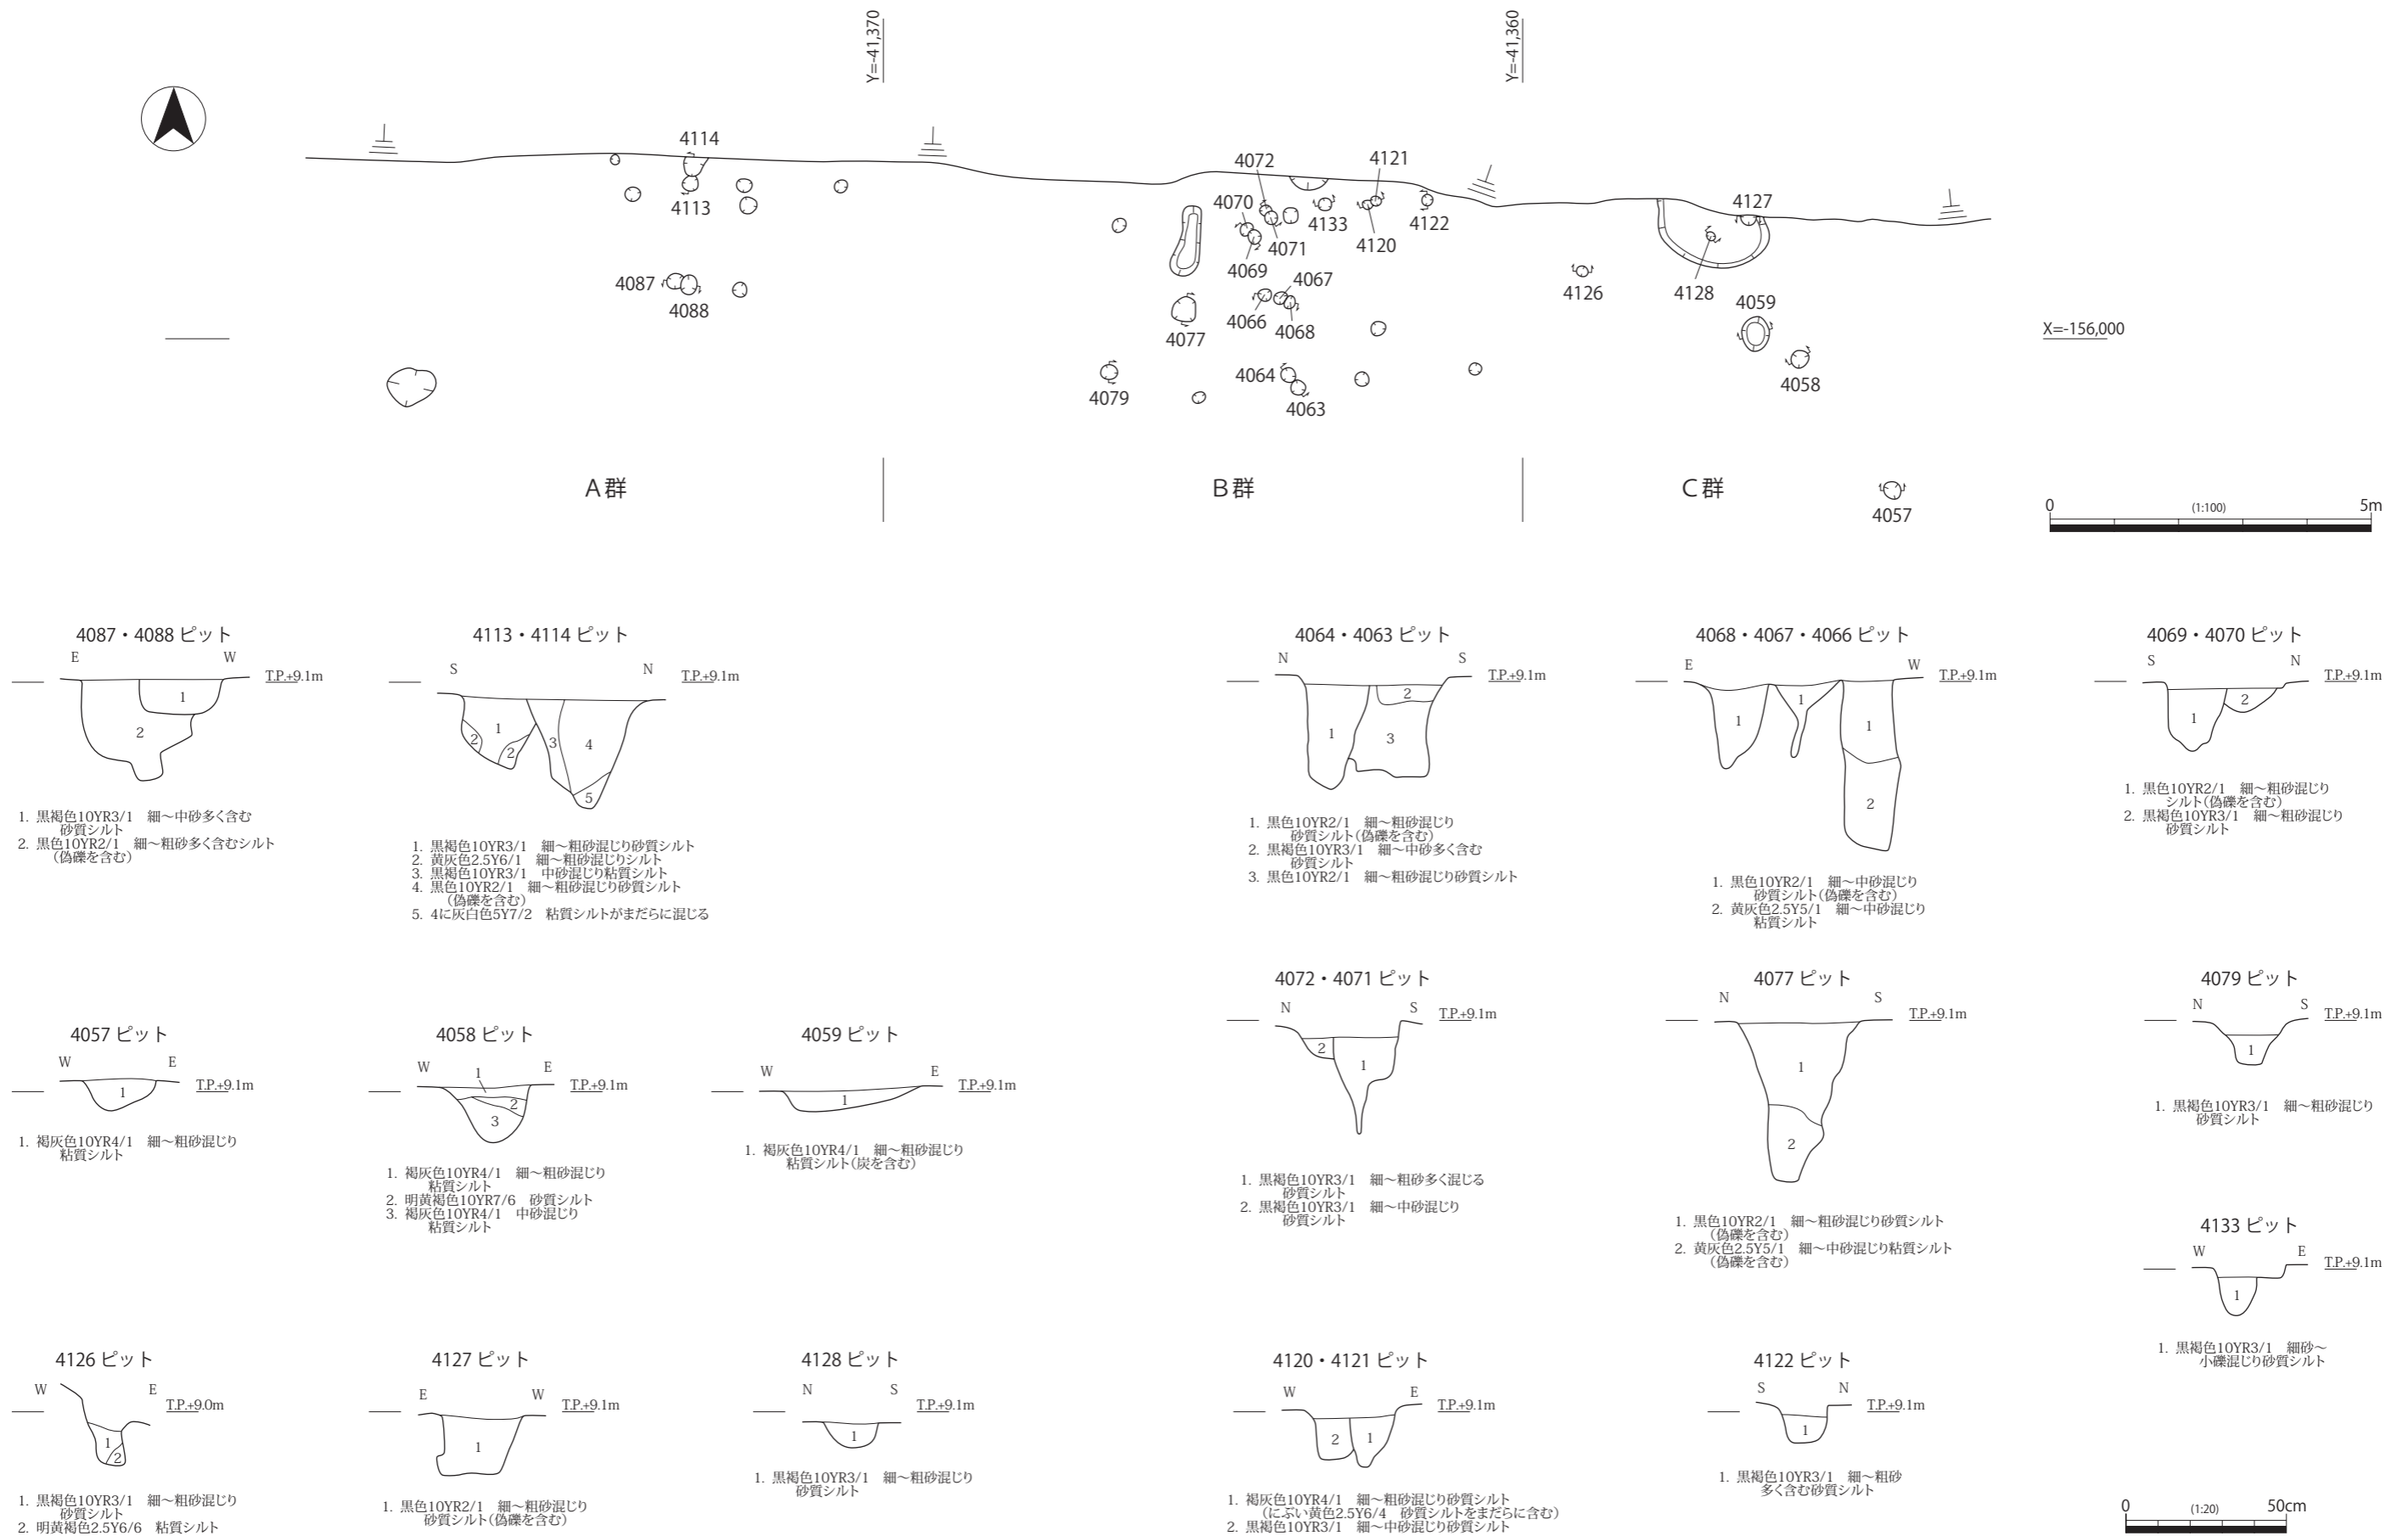 Y=-41,370
Y=-41,360
4114
4113
4087
4088
4072
4121
4070
4133
4122
4071
4120
4069
4067
4066
4068
4077
4079
4064
4063
4127
4126
4128
4059
4058
X=-156,000
A群
B群
C群
4057
0
(1:100)
5m
4087・4088 ピット
E
W
T.P.+9.1m
1
2
1. 黒褐色10YR3/1 細～中砂多く含む
砂質シルト
2. 黒色10YR2/1 細～粗砂多く含むシルト
(偽礫を含む)
4113・4114 ピット
S
N
T.P.+9.1m
1
2
2
3
4
5
1. 黒褐色10YR3/1 細～粗砂混じり砂質シルト
2. 黄灰色2.5Y6/1 細～粗砂混じりシルト
3. 黒褐色10YR3/1 中砂混じり粘質シルト
4. 黒色10YR2/1 細～粗砂混じり砂質シルト
(偽礫を含む)
5. 4に灰白色5Y7/2 粘質シルトがまだらに混じる
4064・4063 ピット
N
S
T.P.+9.1m
1
2
3
1. 黒色10YR2/1 細～粗砂混じり
砂質シルト(偽礫を含む)
2. 黒褐色10YR3/1 細～中砂多く含む
砂質シルト
3. 黒色10YR2/1 細～粗砂混じり砂質シルト
4068・4067・4066 ピット
E
W
T.P.+9.1m
1
1
1
2
1. 黒色10YR2/1 細～中砂混じり
砂質シルト(偽礫を含む)
2. 黄灰色2.5Y5/1 細～中砂混じり
粘質シルト
4069・4070 ピット
S
N
T.P.+9.1m
1
2
1. 黒色10YR2/1 細～粗砂混じり
シルト(偽礫を含む)
2. 黒褐色10YR3/1 細～粗砂混じり
砂質シルト
4057 ピット
W
E
T.P.+9.1m
1
1. 褐灰色10YR4/1 細～粗砂混じり
粘質シルト
4058 ピット
W
E
T.P.+9.1m
1
2
3
1. 褐灰色10YR4/1 細～粗砂混じり
粘質シルト
2. 明黄褐色10YR7/6 砂質シルト
3. 褐灰色10YR4/1 中砂混じり
粘質シルト
4059 ピット
W
E
T.P.+9.1m
1
1. 褐灰色10YR4/1 細～粗砂混じり
粘質シルト(炭を含む)
4072・4071 ピット
N
S
T.P.+9.1m
2
1
1. 黒褐色10YR3/1 細～粗砂多く混じる
砂質シルト
2. 黒褐色10YR3/1 細～中砂混じり
砂質シルト
4077 ピット
N
S
T.P.+9.1m
1
2
1. 黒色10YR2/1 細～粗砂混じり砂質シルト
(偽礫を含む)
2. 黄灰色2.5Y5/1 細～中砂混じり粘質シルト
(偽礫を含む)
4079 ピット
N
S
T.P.+9.1m
1
1. 黒褐色10YR3/1 細～粗砂混じり
砂質シルト
4133 ピット
W
E
T.P.+9.1m
1
1. 黒褐色10YR3/1 細砂～
小礫混じり砂質シルト
4126 ピット
W
E
T.P.+9.0m
1
2
1. 黒褐色10YR3/1 細～粗砂混じり
砂質シルト
2. 明黄褐色2.5Y6/6 粘質シルト
4127 ピット
E
W
T.P.+9.1m
1
1. 黒色10YR2/1 細～粗砂混じり
砂質シルト(偽礫を含む)
4128 ピット
N
S
T.P.+9.1m
1
1. 黒褐色10YR3/1 細～粗砂混じり
砂質シルト
4120・4121 ピット
W
E
T.P.+9.1m
2
1
1. 褐灰色10YR4/1 細～粗砂混じり砂質シルト
(にぶい黄色2.5Y6/4 砂質シルトをまだらに含む)
2. 黒褐色10YR3/1 細～中砂混じり砂質シルト
4122 ピット
S
N
T.P.+9.1m
1
1. 黒褐色10YR3/1 細～粗砂
多く含む砂質シルト
0
(1:20)
50cm